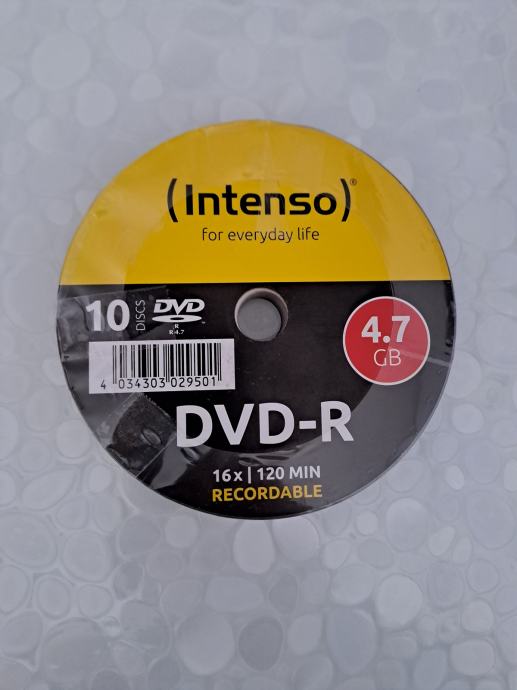 (Intenso)®
for everyday life
10 DISCS
DVD
R
R 4.7
4.7
GB
4 034303 029501
DVD-R
16x | 120 MIN
RECORDABLE